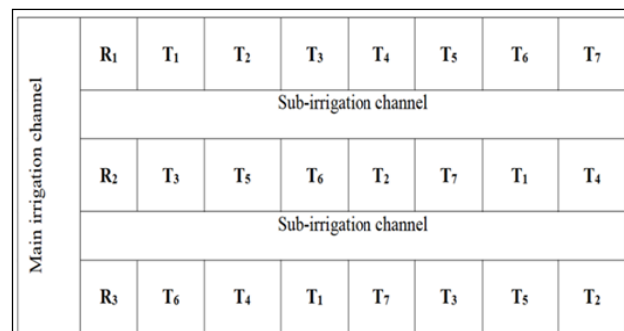 Main irrigation channel
R₁ T₁ T₂ T₃ T₄ T₅ T₆ T₇
Sub-irrigation channel
R₂ T₃ T₅ T₆ T₂ T₇ T₁ T₄
Sub-irrigation channel
R₃ T₆ T₄ T₁ T₇ T₃ T₅ T₂